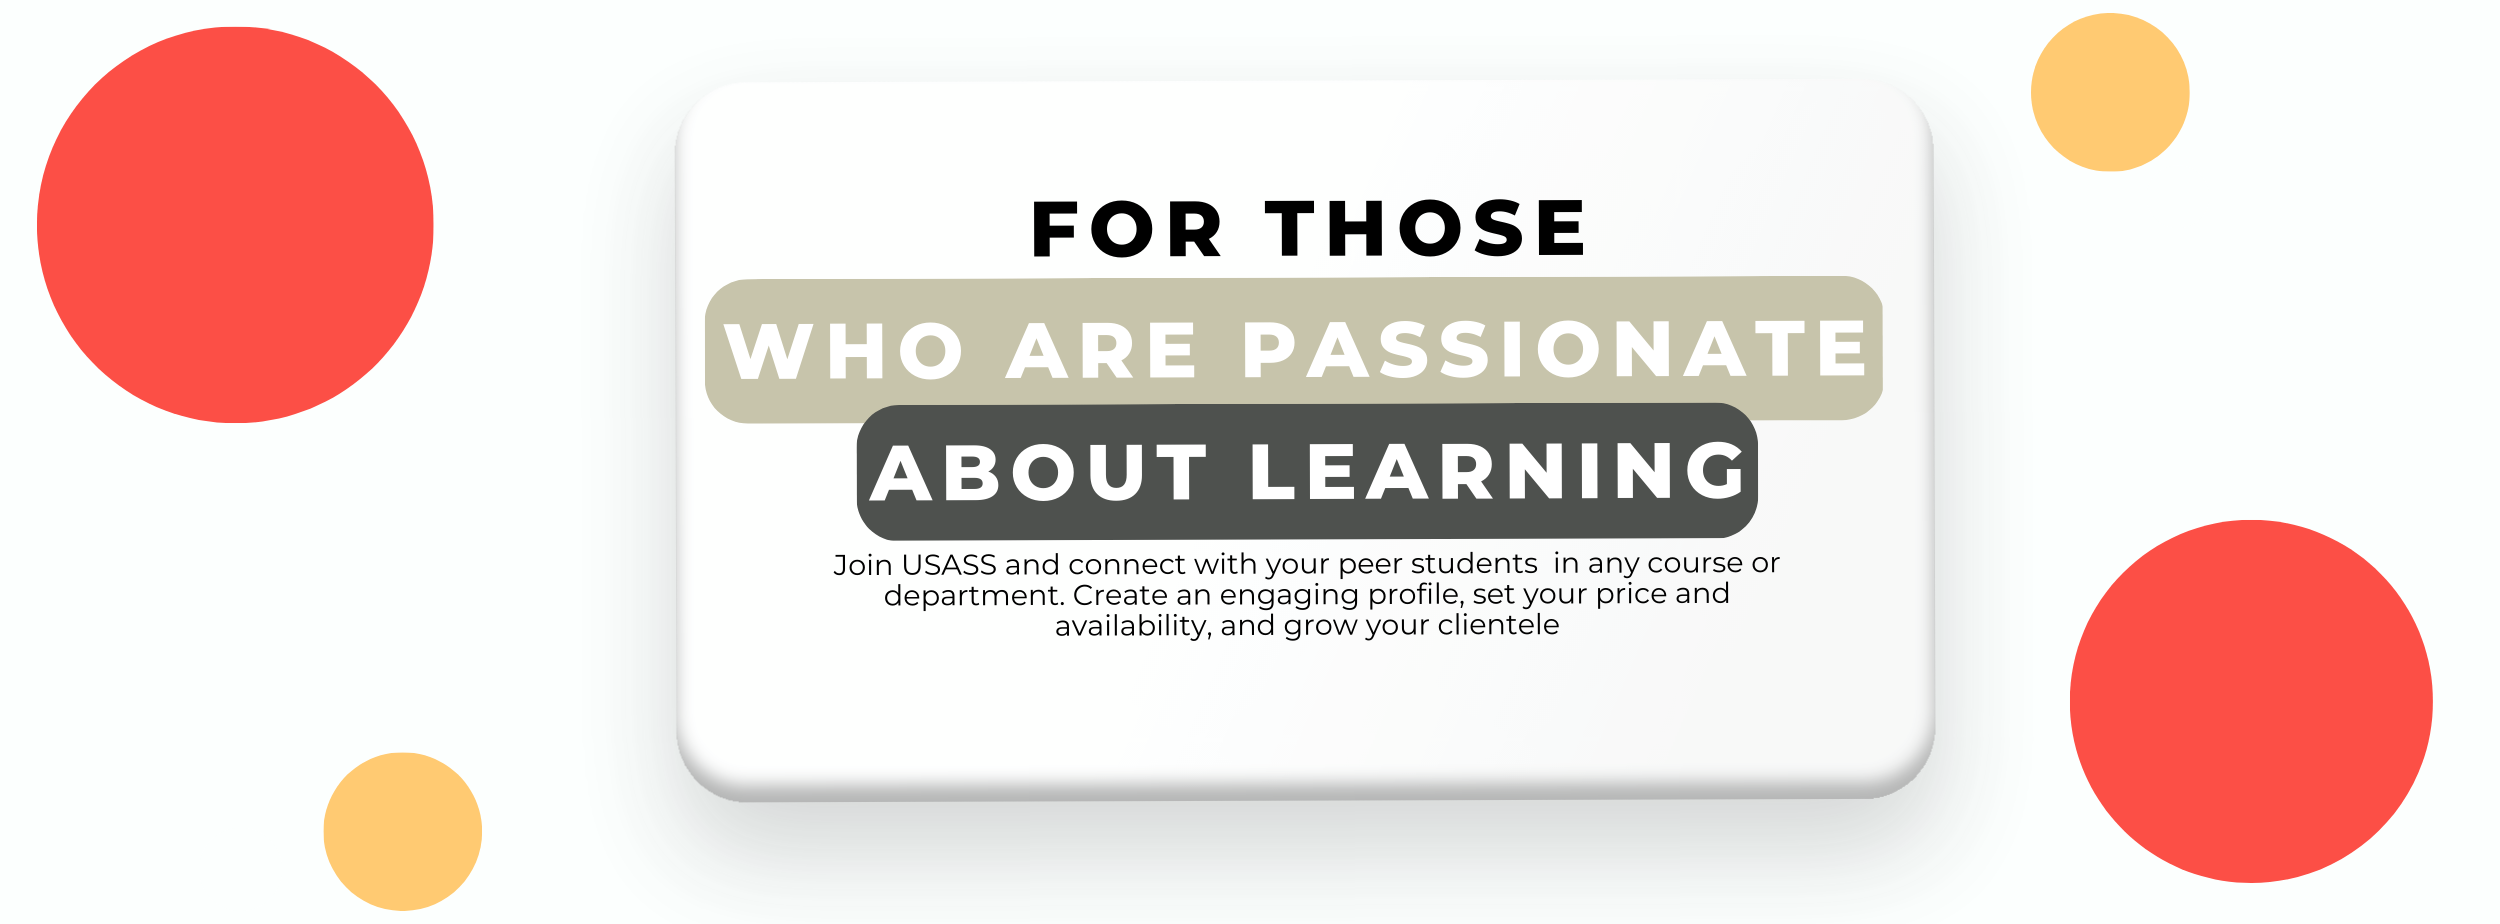 FOR THOSE
WHO ARE PASSIONATE
ABOUT LEARNING
Join USASS and connect with your peer students in any course or
department. Create an engaging profile, set your price and
availability, and grow your clientele